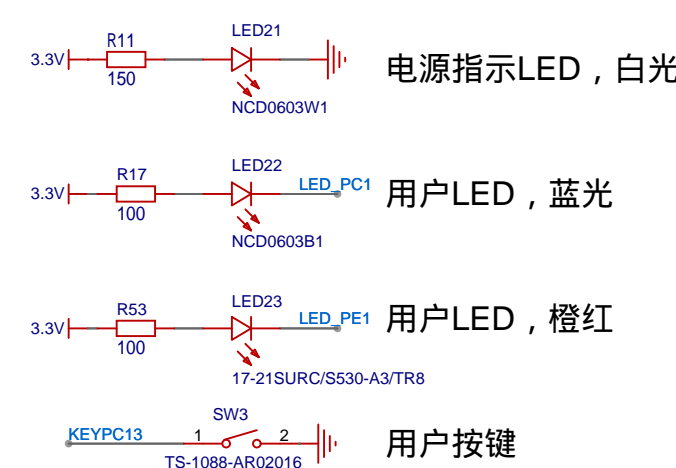 R11
LED21
3.3V
150
NCD0603W1
电源指示LED，白光
R17
LED22
3.3V
LED_PC1
100
NCD0603B1
用户LED，蓝光
R53
LED23
3.3V
LED_PE1
100
17-21SURC/S530-A3/TR8
用户LED，橙红
SW3
KEYPC13
1
2
TS-1088-AR02016
用户按键